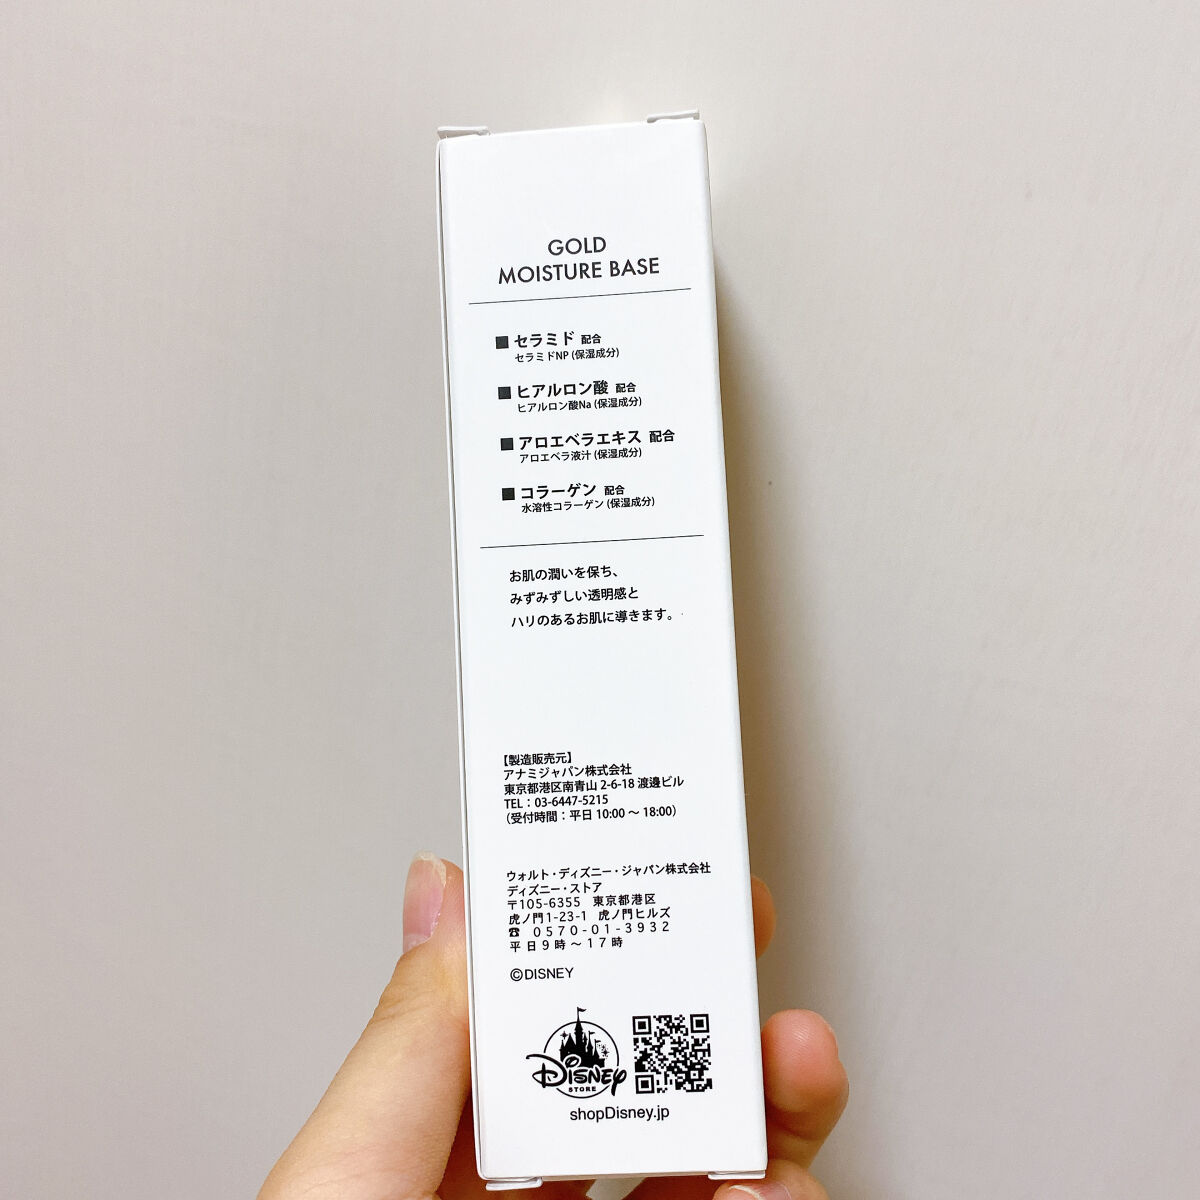 GOLD
MOISTURE BASE
■ セラミド 配合
セラミドNP (保湿成分)
■ ヒアルロン酸 配合
ヒアルロン酸Na (保湿成分)
■ アロエベラエキス 配合
アロエベラ液汁 (保湿成分)
■ コラーゲン 配合
水溶性コラーゲン (保湿成分)
お肌の潤いを保ち、
みずみずしい透明感と
ハリのあるお肌に導きます。
【製造販売元】
アナミジャパン株式会社
東京都港区南青山 2-6-18 渡邊ビル
TEL：03-6447-5215
（受付時間：平日 10:00 〜 18:00）
ウォルト・ディズニー・ジャパン株式会社
ディズニー・ストア
〒105-6355 東京都港区
虎ノ門1-23-1 虎ノ門ヒルズ
☎ 0570-01-3932
平日9時〜17時
©DISNEY
DISNEY
STORE
shopDisney.jp